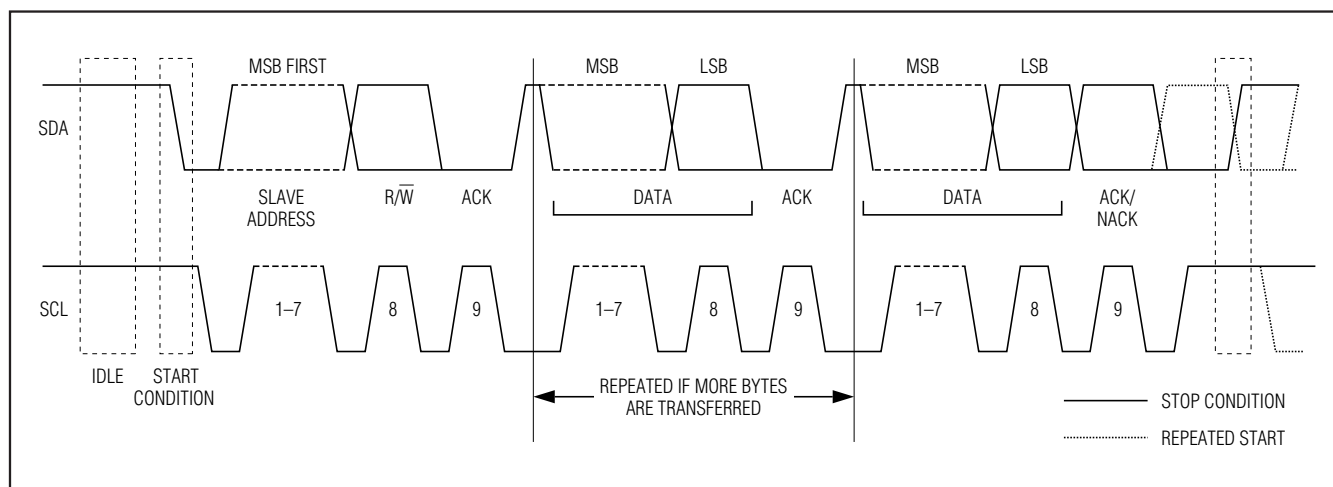 MSB FIRST MSB LSB MSB LSB
SDA
SLAVE ADDRESS R/W̅ ACK DATA ACK DATA ACK/NACK
SCL 1–7 8 9 1–7 8 9 1–7 8 9
IDLE START CONDITION
REPEATED IF MORE BYTES
ARE TRANSFERRED
STOP CONDITION
REPEATED START